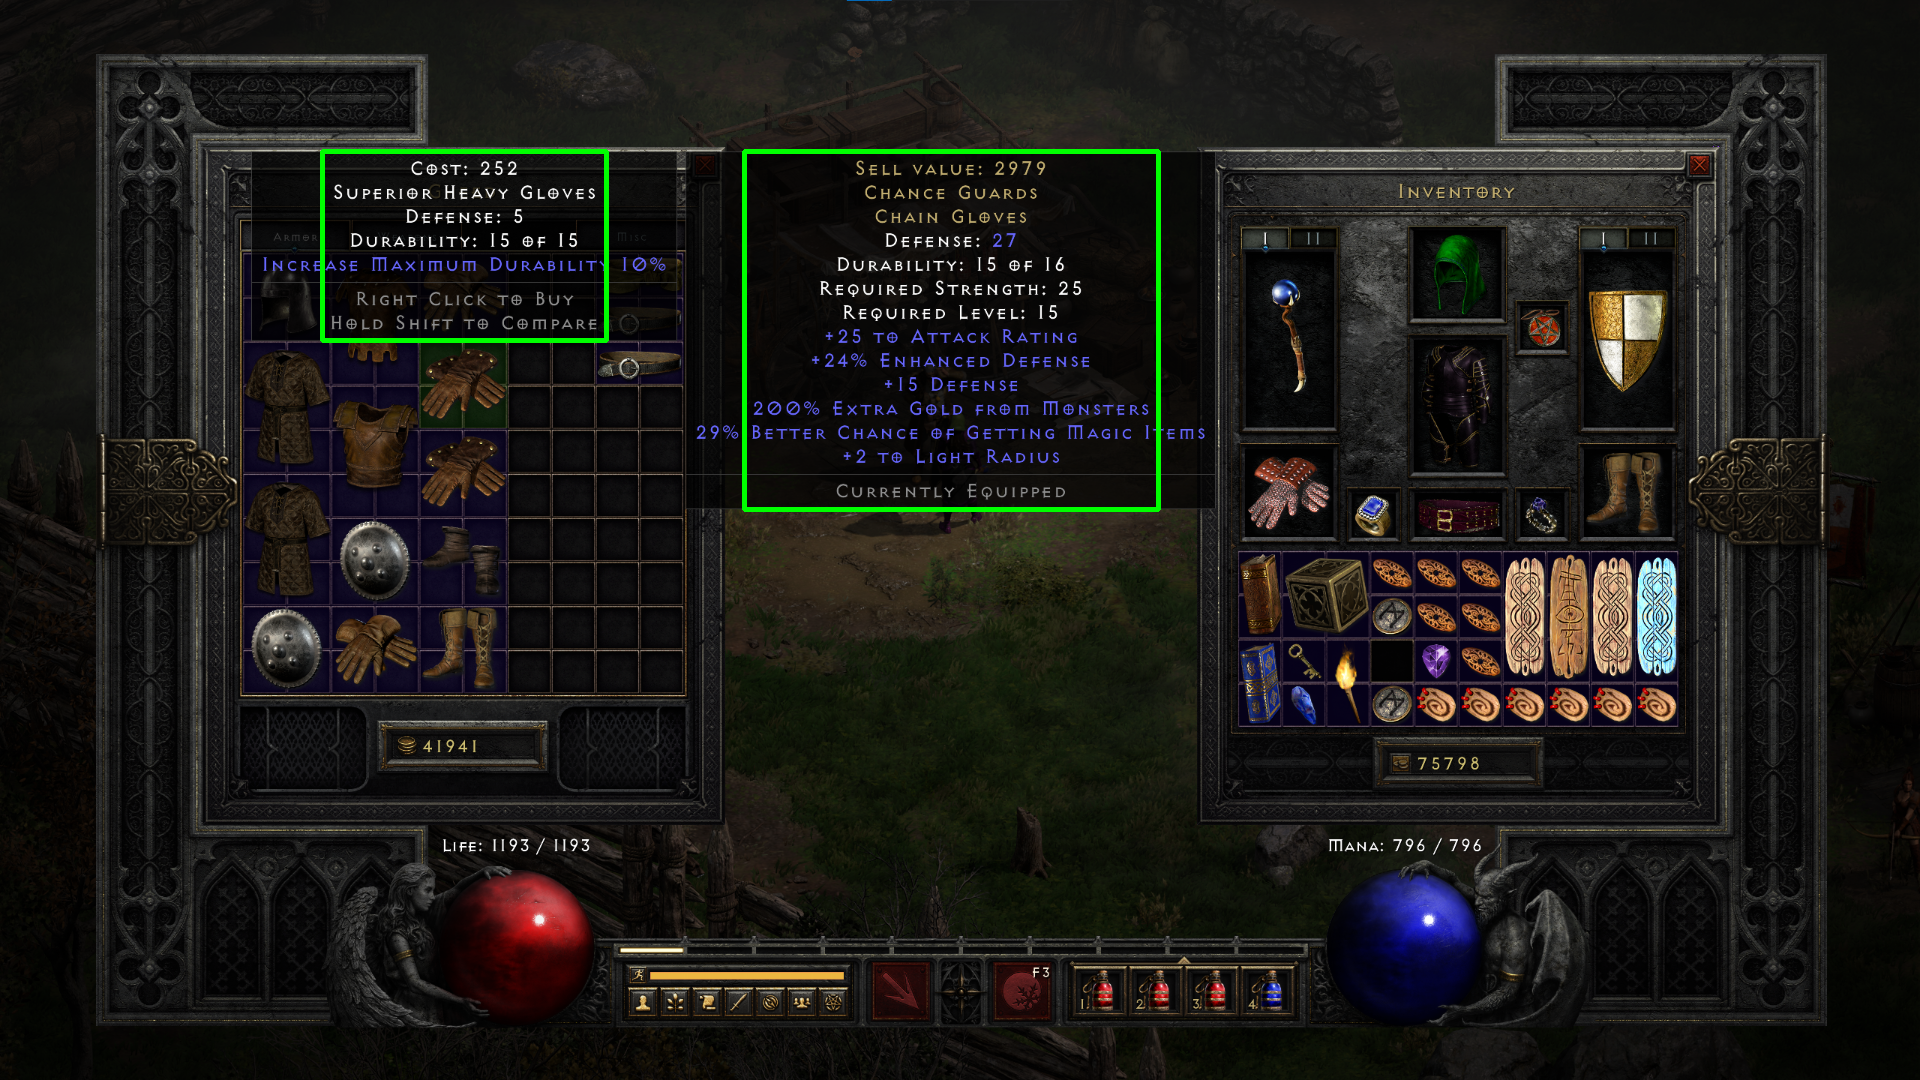 Cost: 252
Superior Heavy Gloves
Defense: 5
Durability: 15 of 15
Increase Maximum Durability 10%
Right Click to Buy
Hold Shift to Compare
Armor
Misc
41941
Sell value: 2979
Chance Guards
Chain Gloves
Defense: 27
Durability: 15 of 16
Required Strength: 25
Required Level: 15
+25 to Attack Rating
+24% Enhanced Defense
+15 Defense
200% Extra Gold from Monsters
29% Better Chance of Getting Magic Items
+2 to Light Radius
Currently Equipped
Inventory
I II
I II
75798
Life: 1193 / 1193
Mana: 796 / 796
F3
1 2 3 4